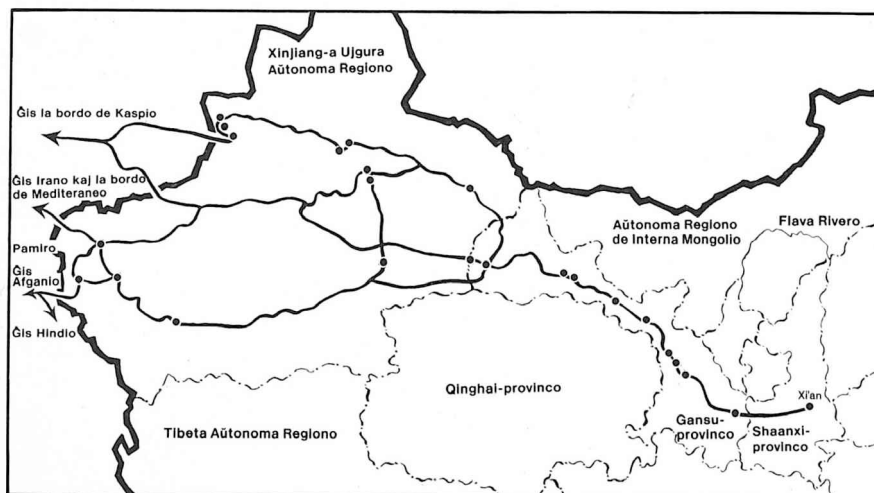 Xinjiang-a Ujgura
Aŭtonoma Regiono
Ĝis la bordo de Kaspio
Ĝis Irano kaj la bordo
de Mediteraneo
Aŭtonoma Regiono
de Interna Mongolio
Flava Rivero
Pamiro
Ĝis
Afganio
Ĝis Hindio
Qinghai-provinco
Xi'an
Tibeta Aŭtonoma Regiono
Gansu-
provinco
Shaanxi-
provinco